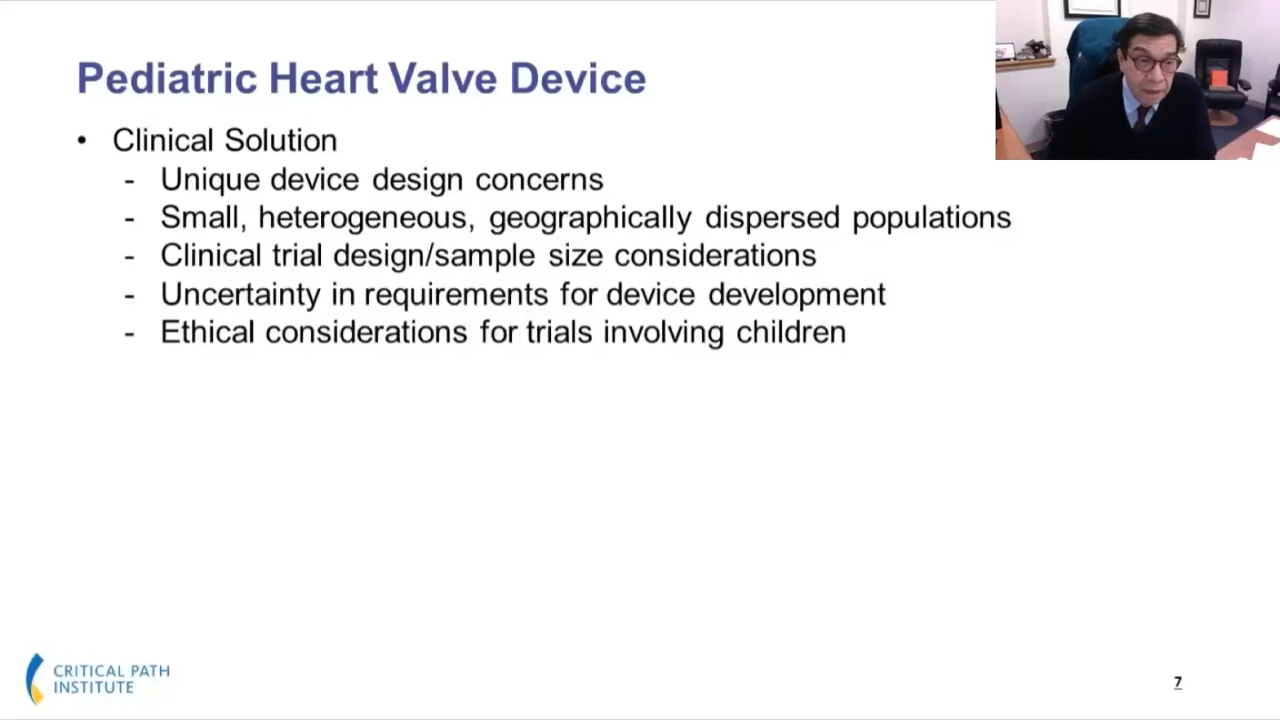 Pediatric Heart Valve Device
• Clinical Solution
- Unique device design concerns
- Small, heterogeneous, geographically dispersed populations
- Clinical trial design/sample size considerations
- Uncertainty in requirements for device development
- Ethical considerations for trials involving children
CRITICAL PATH
INSTITUTE
7